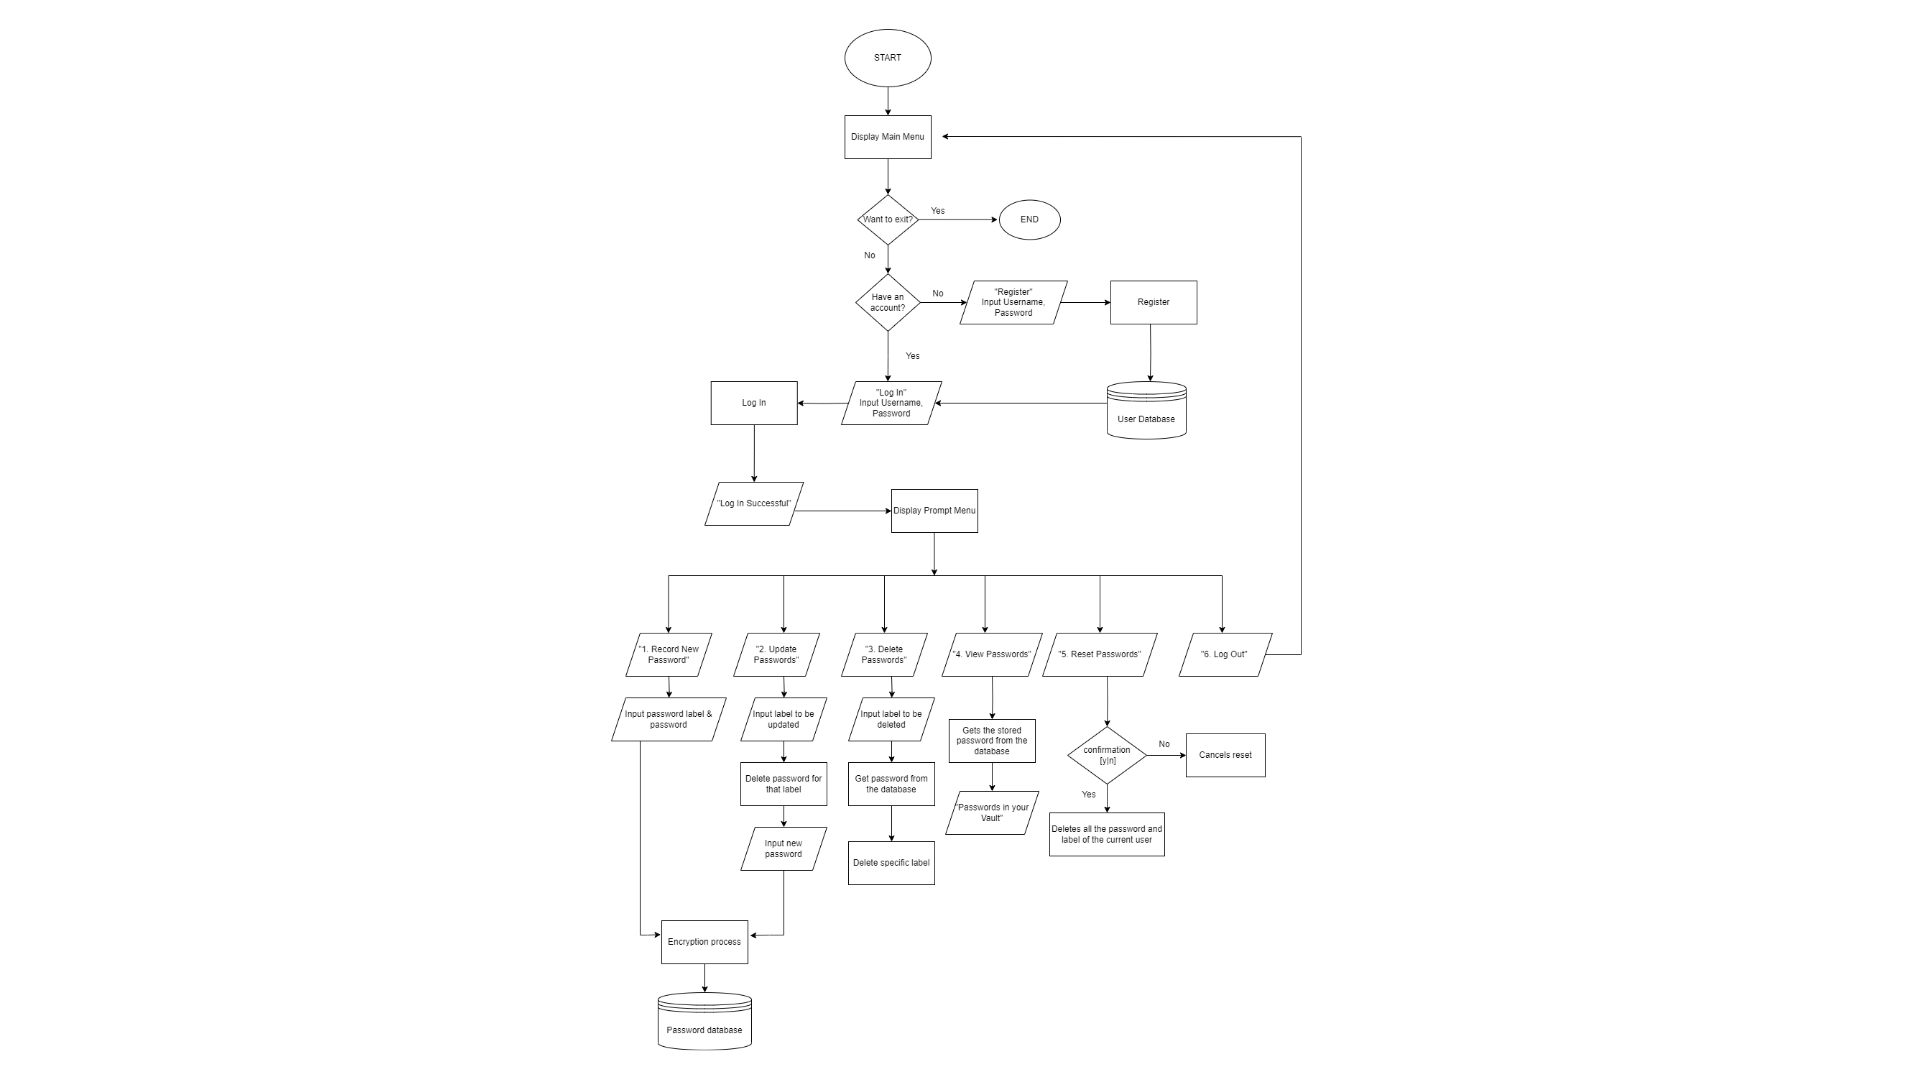 START
Display Main Menu
Want to exit?
Yes
END
No
Have an
account?
No
"Register"
Input Username,
Password
Register
Yes
Log In
"Log In"
Input Username,
Password
User Database
"Log In Successful"
Display Prompt Menu
"1. Record New
Password"
"2. Update
Passwords"
"3. Delete
Passwords"
"4. View Passwords"
"5. Reset Passwords"
"6. Log Out"
Input password label &
password
Input label to be
updated
Input label to be
deleted
Gets the stored
password from the
database
confirmation
[y|n]
No
Cancels reset
Delete password for
that label
Get password from
the database
"Passwords in your
Vault"
Yes
Deletes all the password and
label of the current user
Input new
password
Delete specific label
Encryption process
Password database